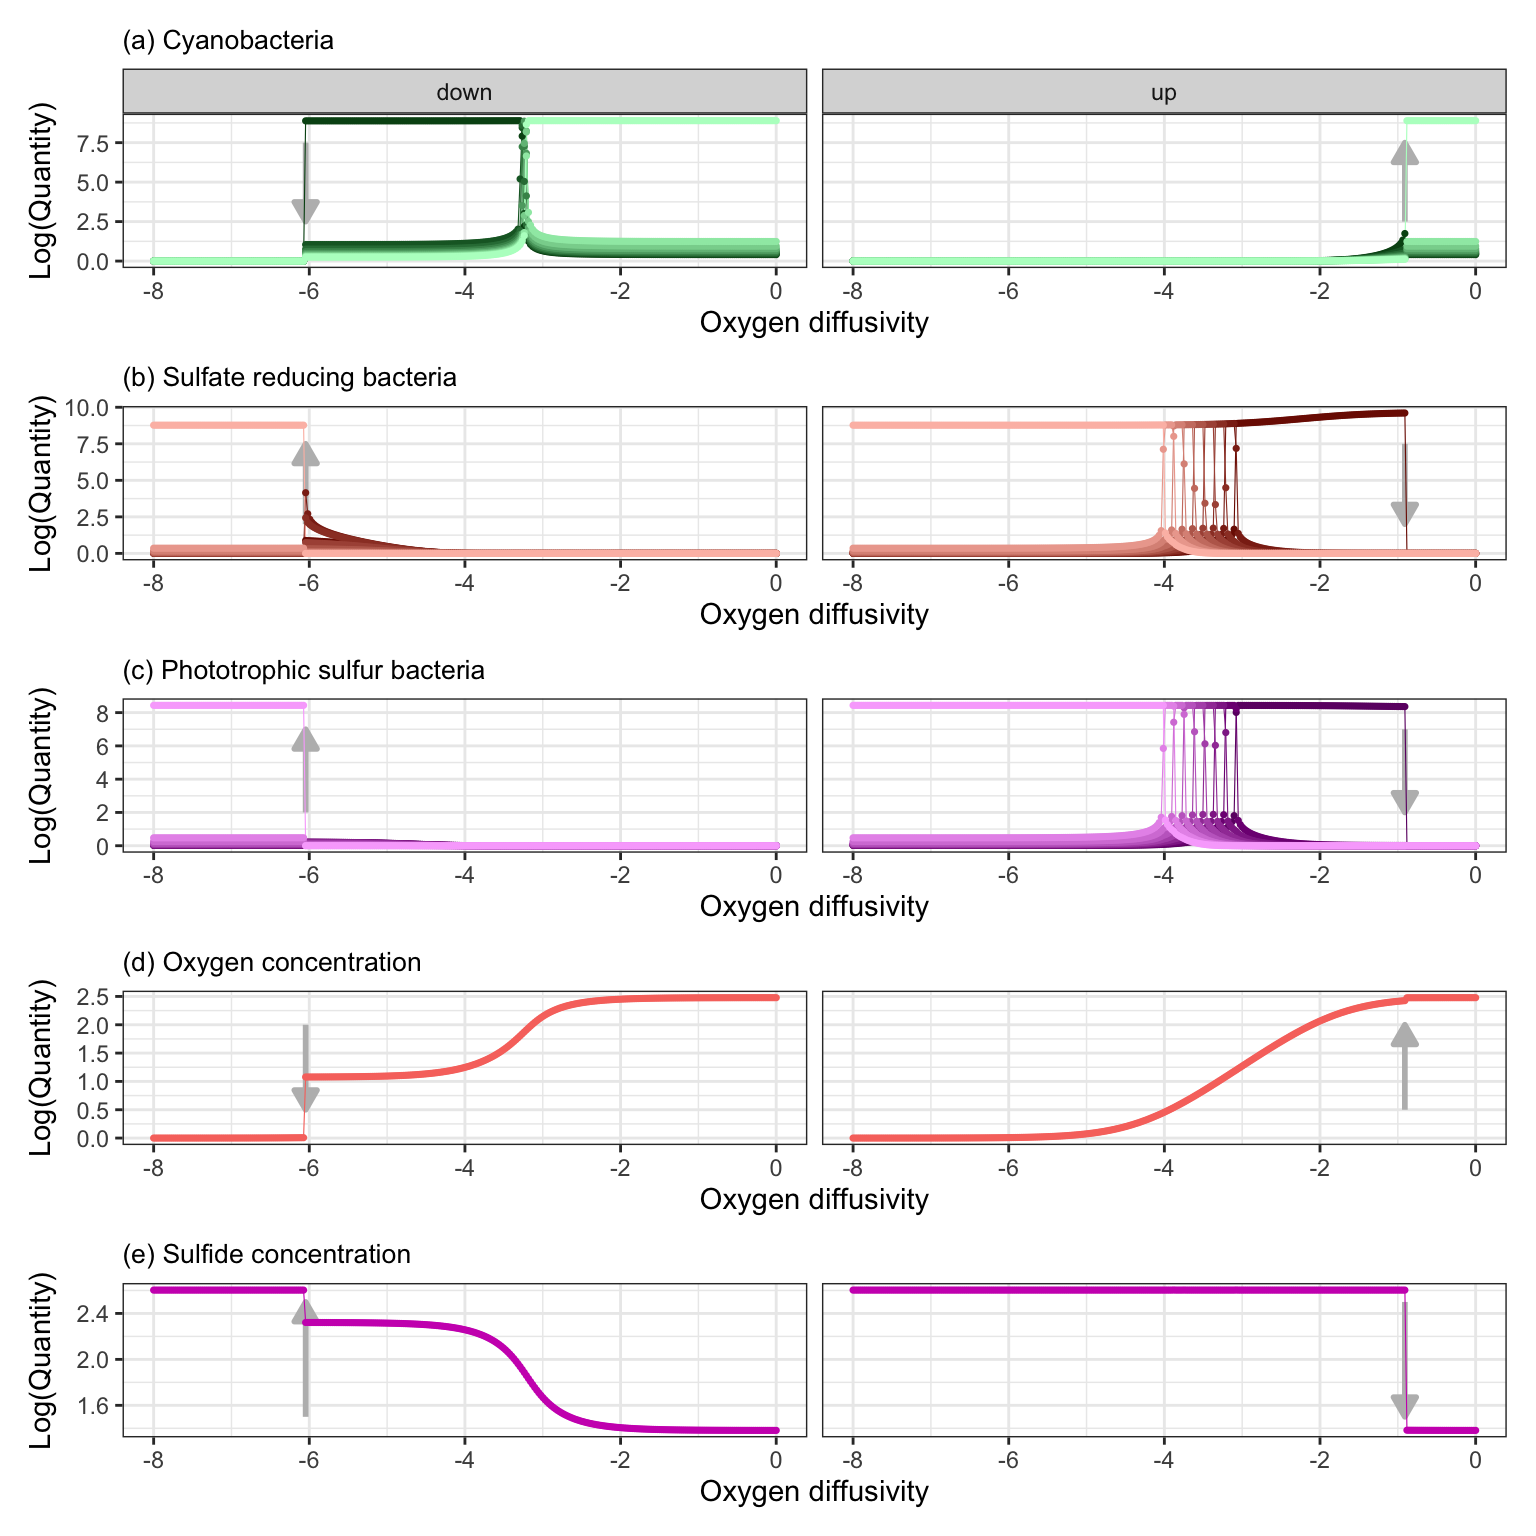 (a) Cyanobacteria
down up
Log(Quantity)
7.5
5.0
2.5
0.0
-8 -6 -4 -2 0 -8 -6 -4 -2 0
Oxygen diffusivity
(b) Sulfate reducing bacteria
Log(Quantity)
10.0
7.5
5.0
2.5
0.0
-8 -6 -4 -2 0 -8 -6 -4 -2 0
Oxygen diffusivity
(c) Phototrophic sulfur bacteria
Log(Quantity)
8
6
4
2
0
-8 -6 -4 -2 0 -8 -6 -4 -2 0
Oxygen diffusivity
(d) Oxygen concentration
Log(Quantity)
2.5
2.0
1.5
1.0
0.5
0.0
-8 -6 -4 -2 0 -8 -6 -4 -2 0
Oxygen diffusivity
(e) Sulfide concentration
Log(Quantity)
2.4
2.0
1.6
-8 -6 -4 -2 0 -8 -6 -4 -2 0
Oxygen diffusivity